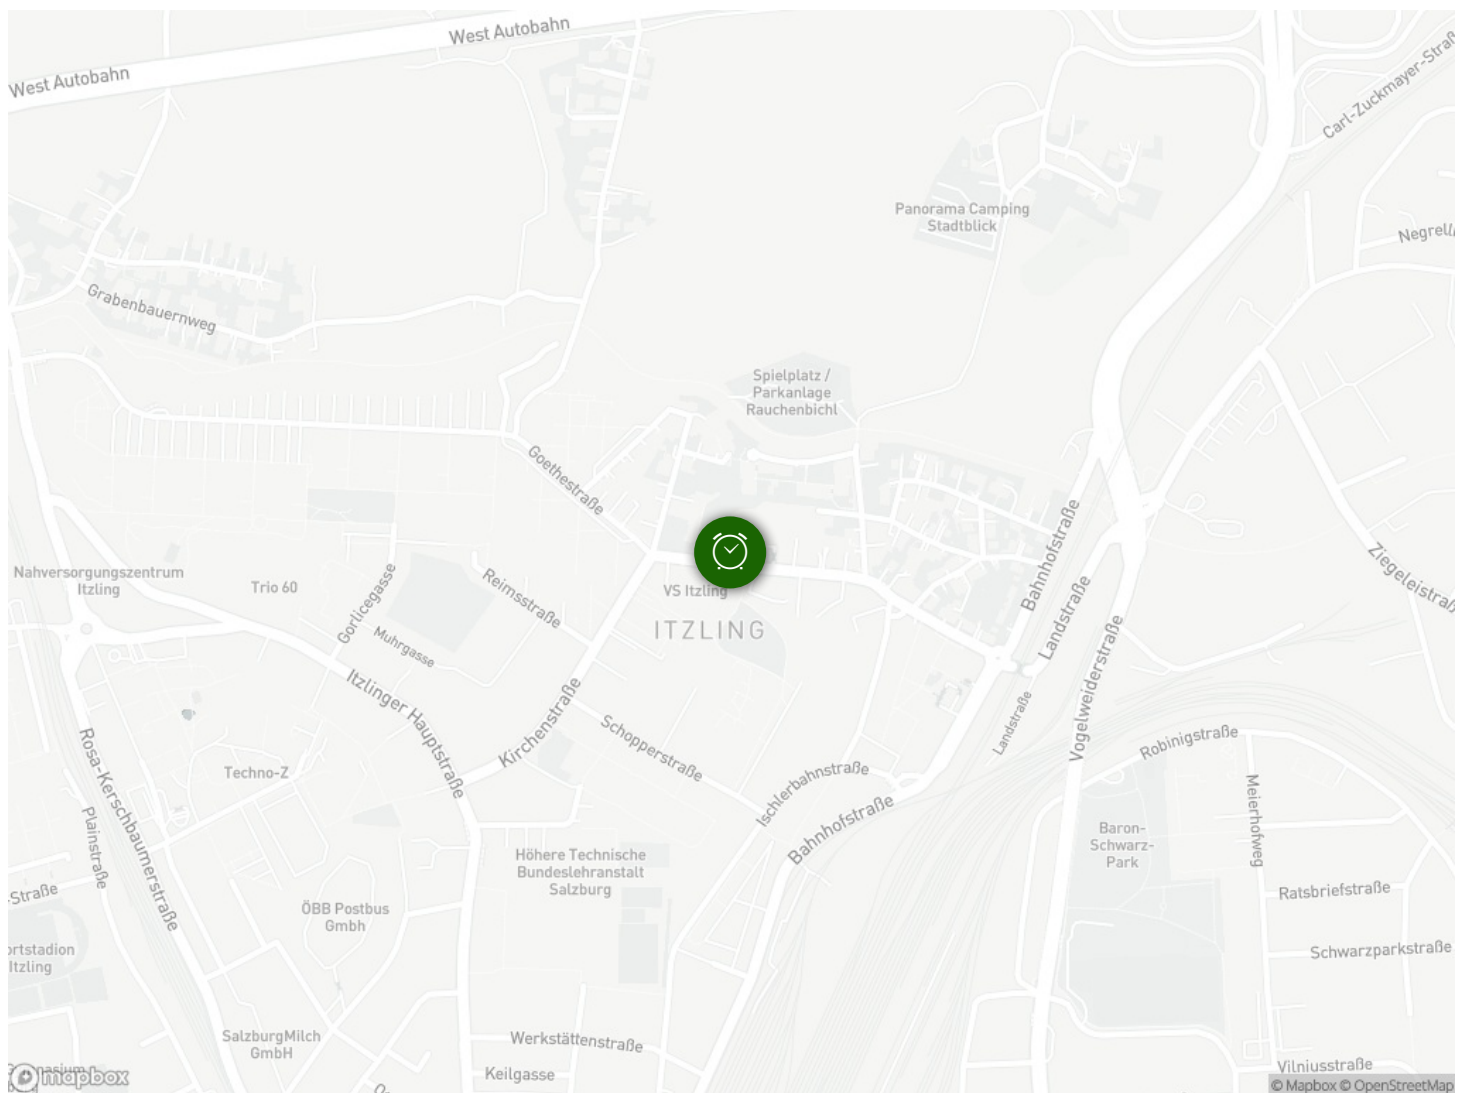 West Autobahn
West Autobahn
Carl-Zuckmayer-Straß
Panorama Camping
Stadtblick
Negrelli
Grabenbauernweg
Spielplatz /
Parkanlage
Rauchenbichl
Goethestraße
Bahnhofstraße
Ziegeleistraß
Nahversorgungszentrum
Itzling
Trio 60
Gorlicegasse
Reimsstraße
VS Itzling
Landstraße
ITZLING
Muhrgasse
Vogelweiderstraße
Itzlinger Hauptstraße
Kirchenstraße
Schopperstraße
Landstraße
Robinigstraße
Rosa-Kerschbaumerstraße
Techno-Z
Ischlerbahnstraße
Meierhofweg
Plainstraße
Bahnhofstraße
Baron-
Schwarz-
Park
Höhere Technische
Bundeslehranstalt
Salzburg
-Straße
Ratsbriefstraße
ÖBB Postbus
Gmbh
ortstadion
Itzling
Schwarzparkstraße
SalzburgMilch
GmbH
Werkstättenstraße
Keilgasse
Vilniusstraße
mapbox
© Mapbox © OpenStreetMap